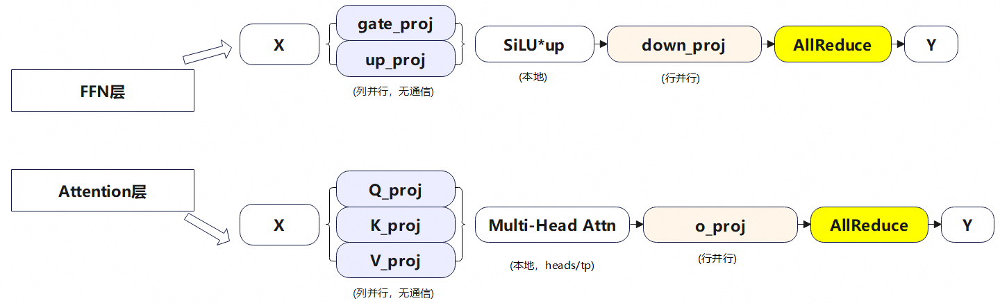 FFN层
X
gate_proj
up_proj
(列并行，无通信)
SiLU*up
(本地)
down_proj
(行并行)
AllReduce
Y
Attention层
X
Q_proj
K_proj
V_proj
(列并行，无通信)
Multi-Head Attn
(本地，heads/tp)
o_proj
(行并行)
AllReduce
Y